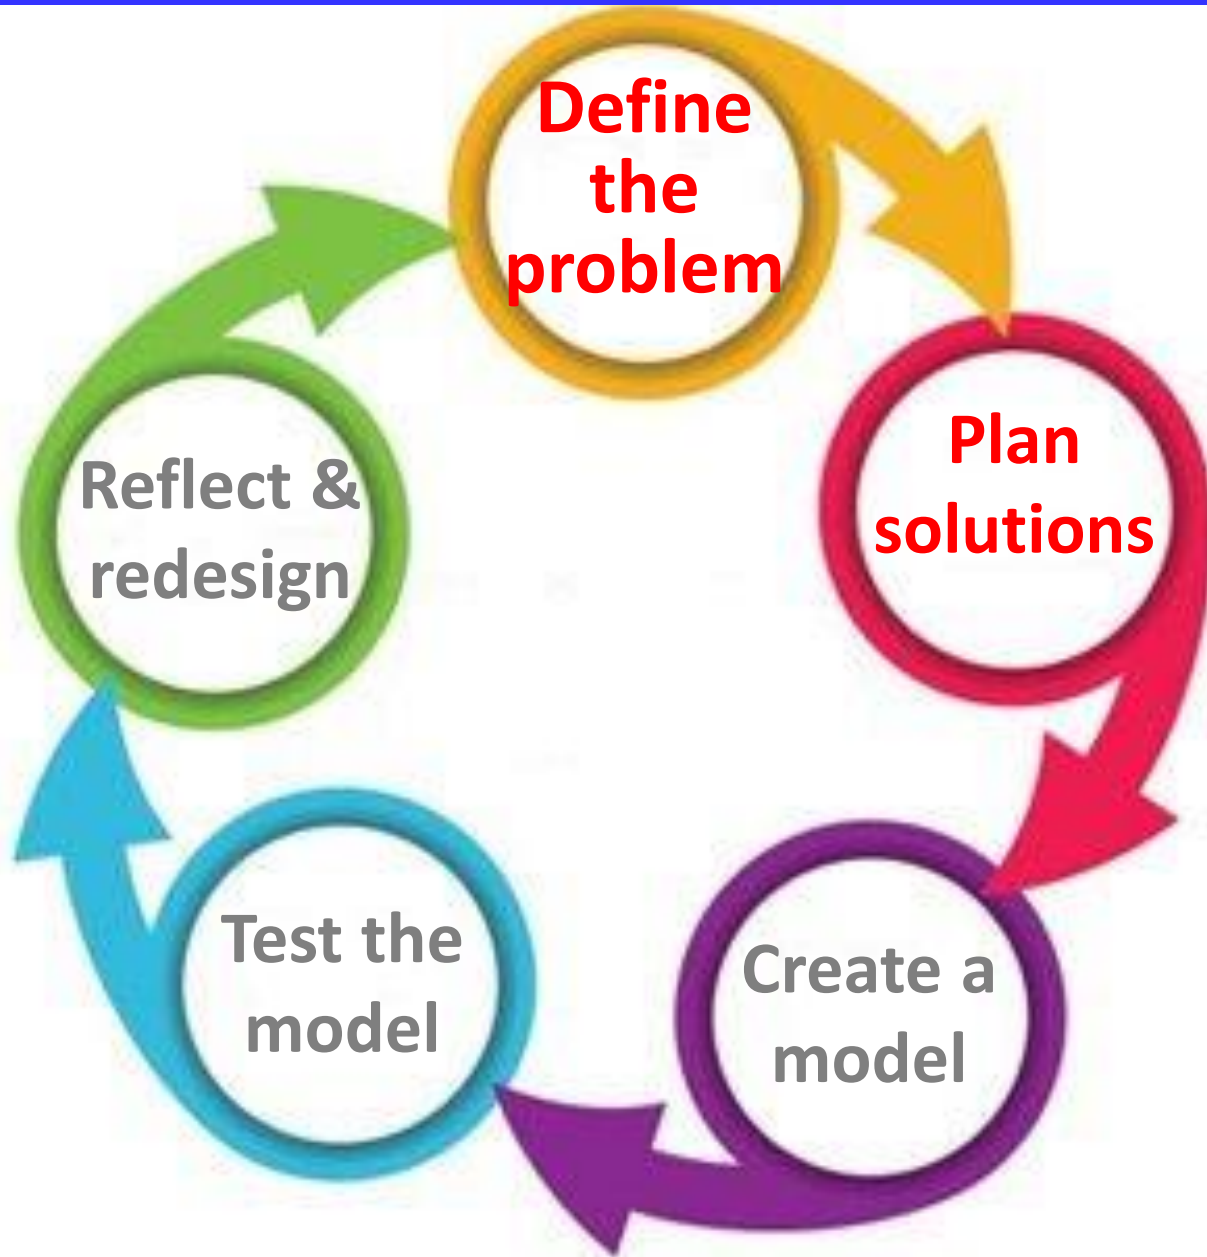 Define
the
problem
Plan
solutions
Create a
model
Test the
model
Reflect &
redesign